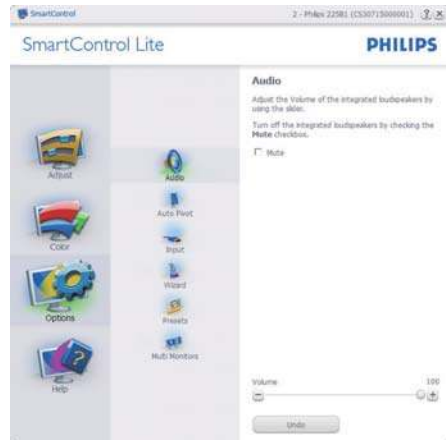 SmartControl
2 - Philips 225B1 (CS30715000001)
SmartControl Lite
PHILIPS
Adjust
Color
Options
Help
Audio
Auto Pivot
Input
Wizard
Presets
Multi Monitors
Audio
Adjust the Volume of the integrated loudspeakers by
using the slider.
Turn off the integrated loudspeakers by checking the
Mute checkbox.
Mute
Volume
100
Undo